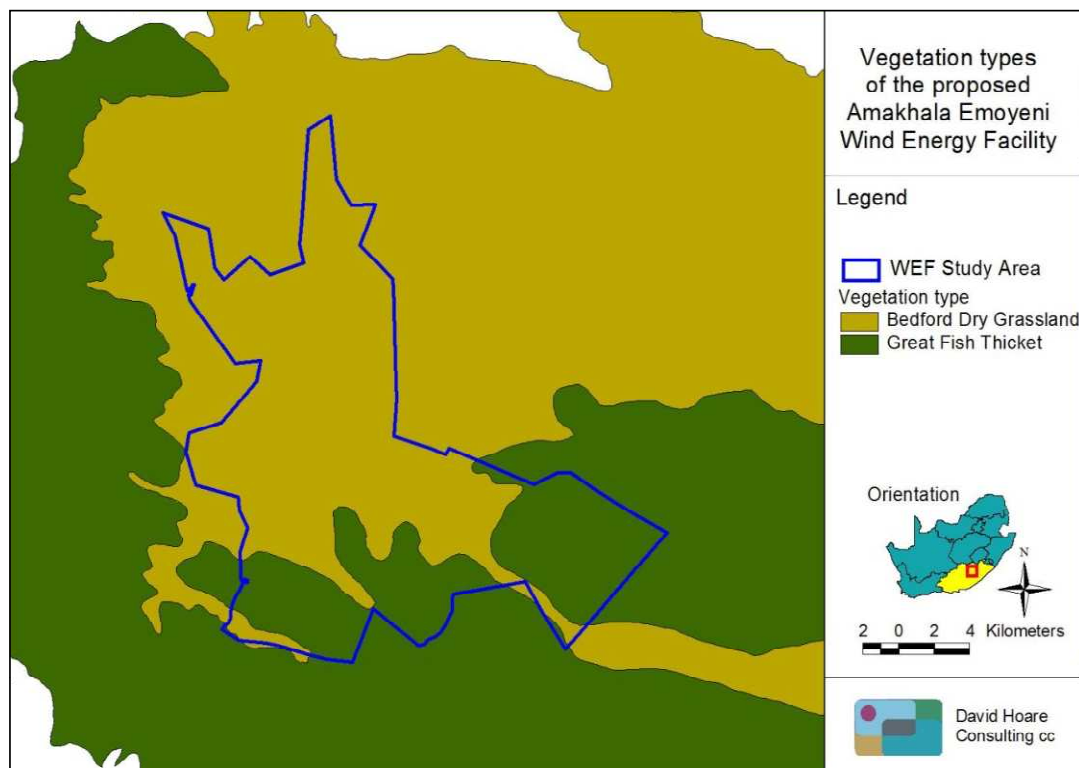 Vegetation types
of the proposed
Amakhala Emoyeni
Wind Energy Facility
Legend
WEF Study Area
Vegetation type
Bedford Dry Grassland
Great Fish Thicket
Orientation
N
2 0 2 4 Kilometers
David Hoare
Consulting cc